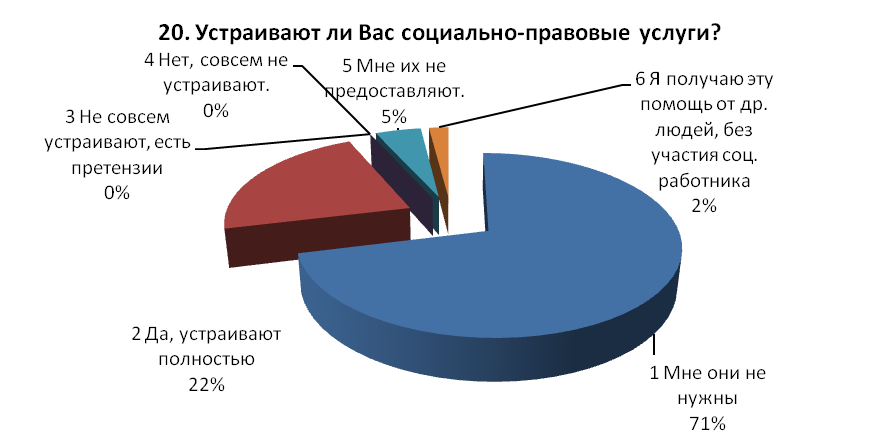 20. Устраивают ли Вас социально-правовые услуги?
4 Нет, совсем не
устраивают.
0%
5 Мне их не
предоставляют.
5%
6 Я получаю эту
помощь от др.
людей, без
участия соц.
работника
2%
3 Не совсем
устраивают, есть
претензии
0%
2 Да, устраивают
полностью
22%
1 Мне они не
нужны
71%